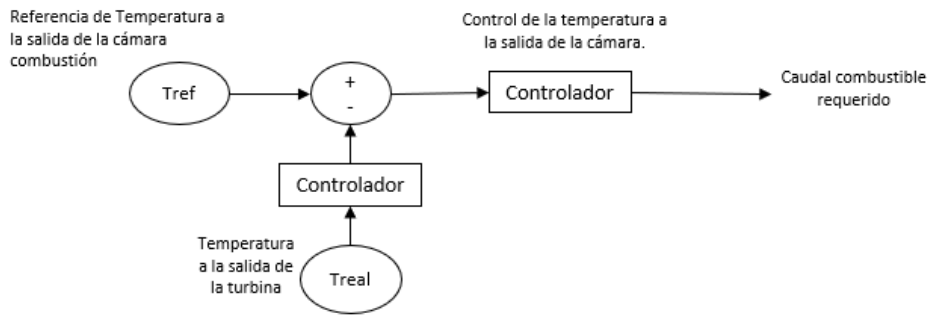 Referencia de Temperatura a
la salida de la cámara
combustión
Control de la temperatura a
la salida de la cámara.
Tref
+
-
Controlador
Caudal combustible
requerido
Controlador
Temperatura
a la salida de
la turbina
Treal